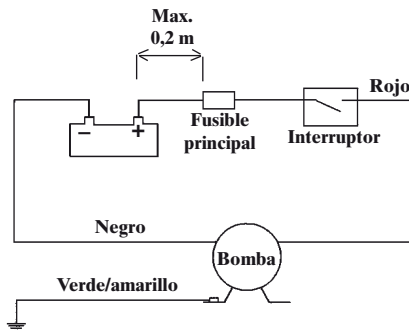 Max.
0,2 m
Rojo
− +
Fusible
principal
Interruptor
Negro
Bomba
Verde/amarillo